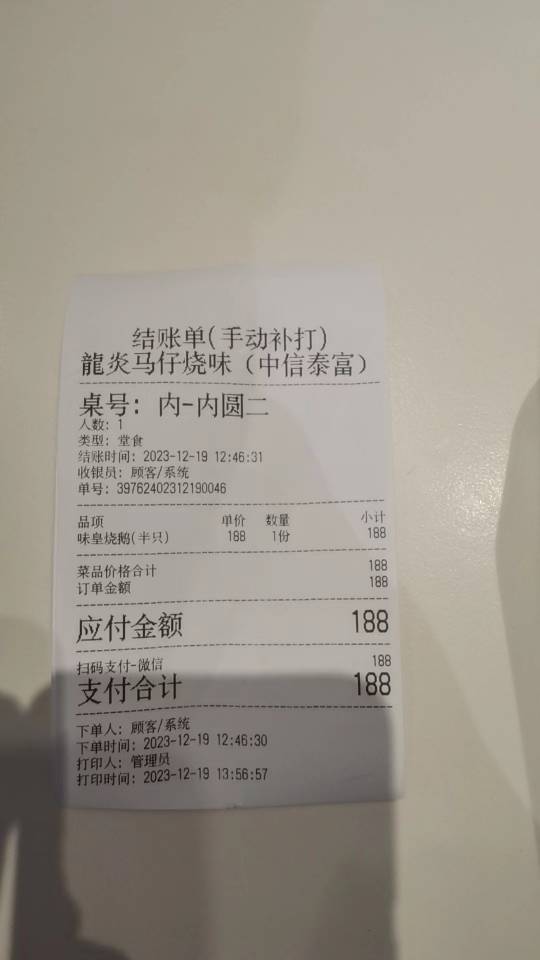 结账单(手动补打)
龍炎马仔烧味（中信泰富）
桌号: 内-内圆二
人数: 1
类型: 堂食
结账时间: 2023-12-19 12:46:31
收银员: 顾客/系统
单号: 39762402312190046
品项 单价 数量 小计
味皇烧鹅(半只) 188 1份 188
菜品价格合计 188
订单金额 188
应付金额 188
扫码支付-微信 188
支付合计 188
下单人: 顾客/系统
下单时间: 2023-12-19 12:46:30
打印人: 管理员
打印时间: 2023-12-19 13:56:57